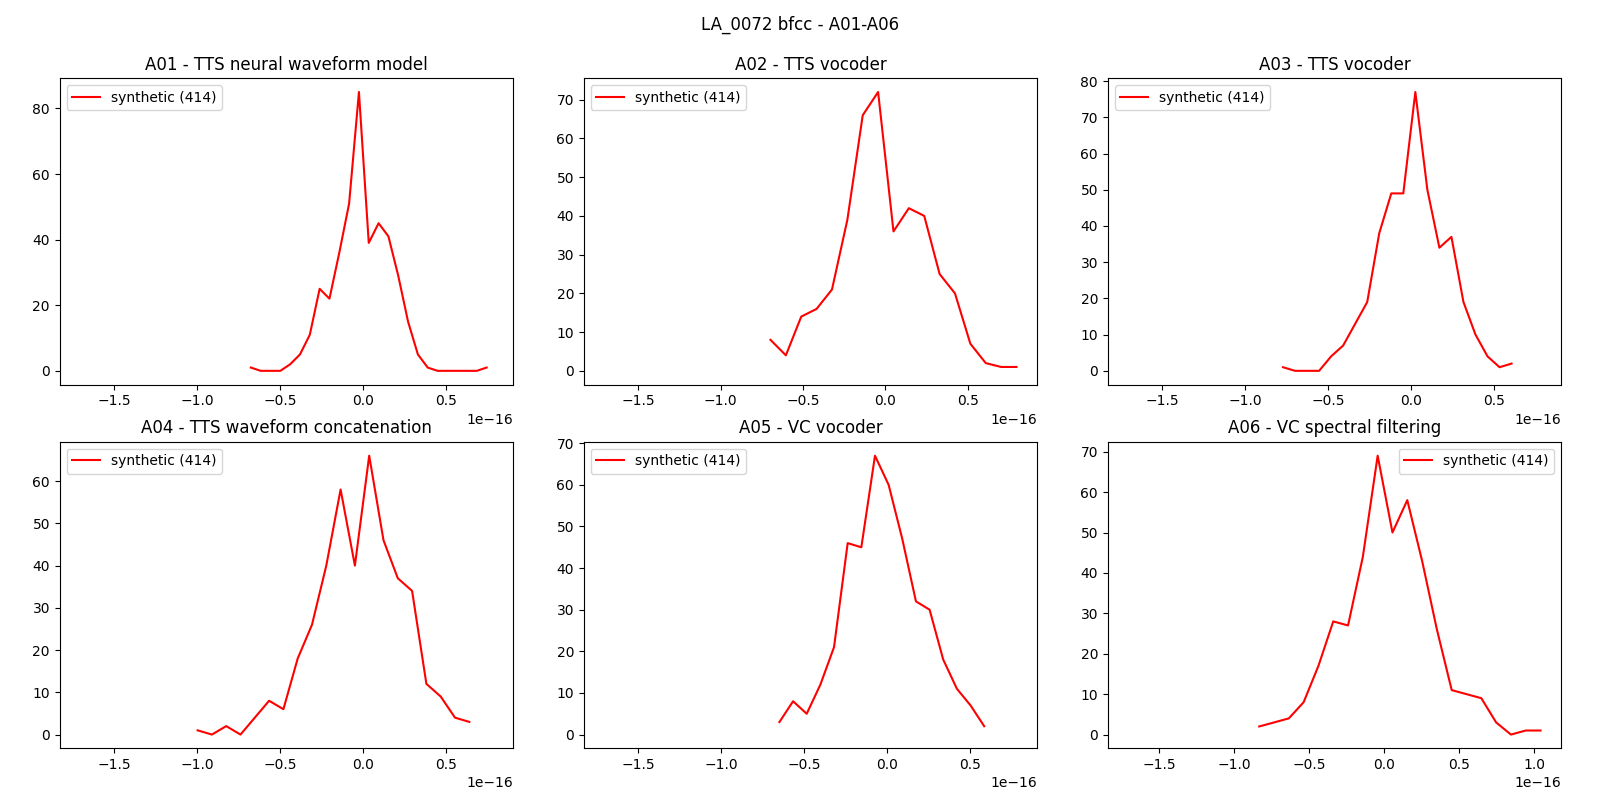 LA_0072 bfcc - A01-A06
A01 - TTS neural waveform model
synthetic (414)
80
60
40
20
0
−1.5 −1.0 −0.5 0.0 0.5
1e−16
A02 - TTS vocoder
synthetic (414)
70
60
50
40
30
20
10
0
−1.5 −1.0 −0.5 0.0 0.5
1e−16
A03 - TTS vocoder
synthetic (414)
80
70
60
50
40
30
20
10
0
−1.5 −1.0 −0.5 0.0 0.5
1e−16
A04 - TTS waveform concatenation
synthetic (414)
60
50
40
30
20
10
0
−1.5 −1.0 −0.5 0.0 0.5
1e−16
A05 - VC vocoder
synthetic (414)
70
60
50
40
30
20
10
0
−1.5 −1.0 −0.5 0.0 0.5
1e−16
A06 - VC spectral filtering
synthetic (414)
70
60
50
40
30
20
10
0
−1.5 −1.0 −0.5 0.0 0.5 1.0
1e−16